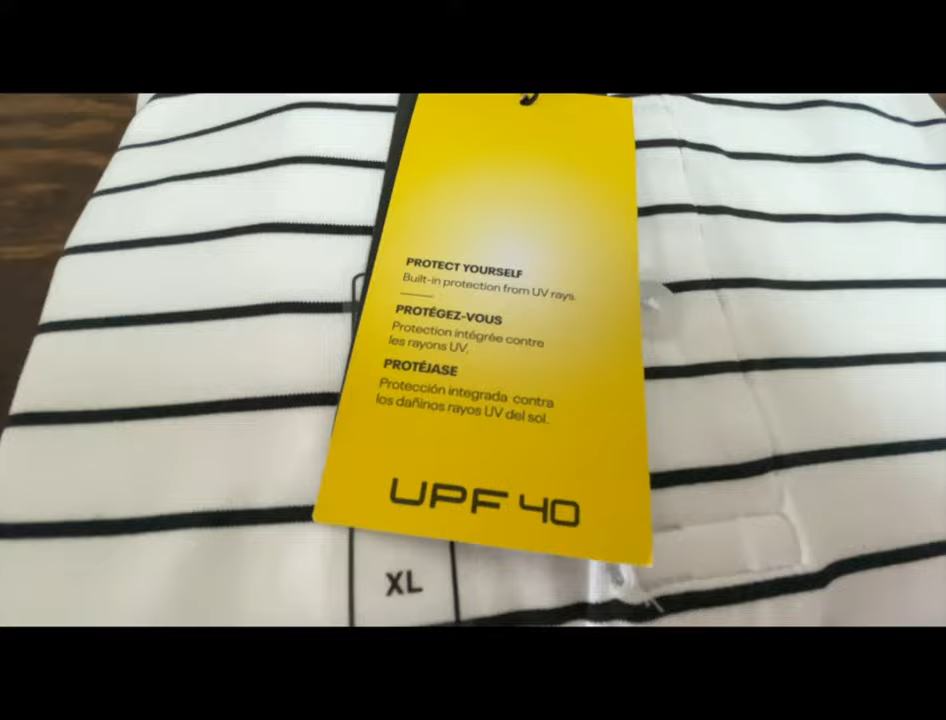 PROTECT YOURSELF
Built-in protection from UV rays.
PROTÉGEZ-VOUS
Protection intégrée contre
les rayons UV.
PROTÉJASE
Protección integrada contra
los dañinos rayos UV del sol.
UPF 40
XL